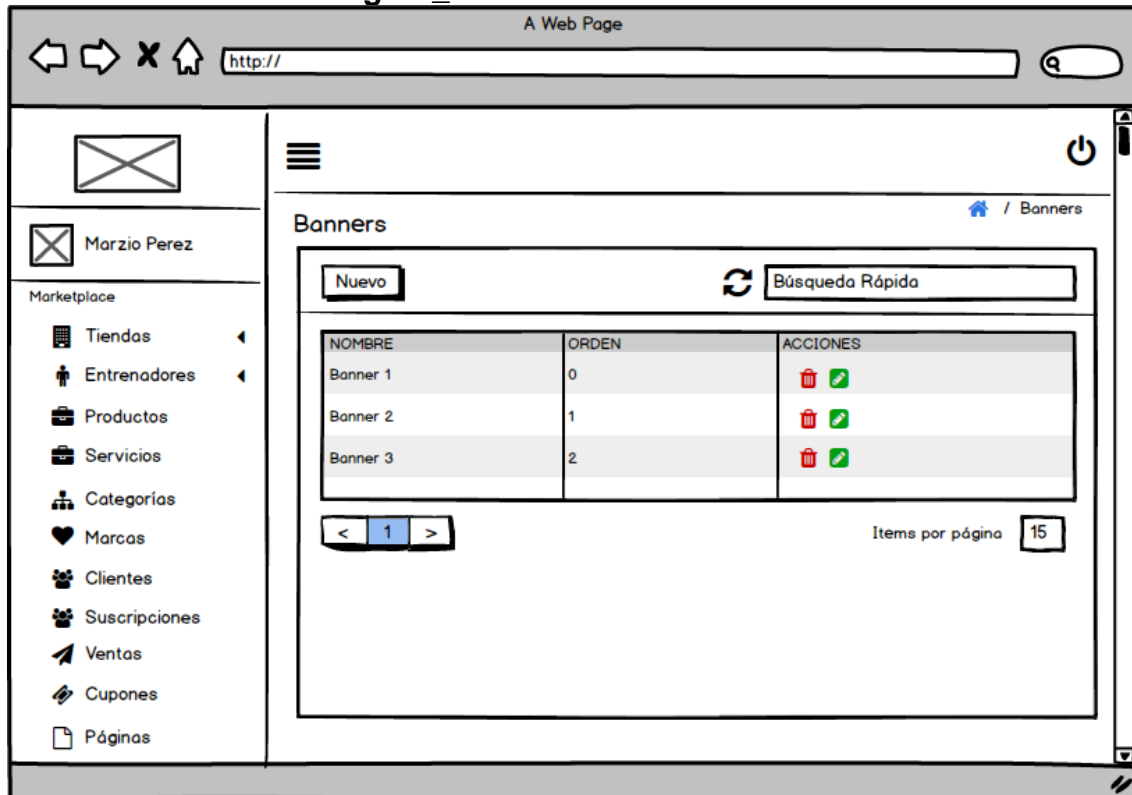 A Web Page
http://
Marzio Perez
Marketplace
Tiendas
Entrenadores
Productos
Servicios
Categorías
Marcas
Clientes
Suscripciones
Ventas
Cupones
Páginas
/ Banners
Banners
Nuevo
Búsqueda Rápida
NOMBRE ORDEN ACCIONES
Banner 1 0
Banner 2 1
Banner 3 2
< 1 >
Items por página 15